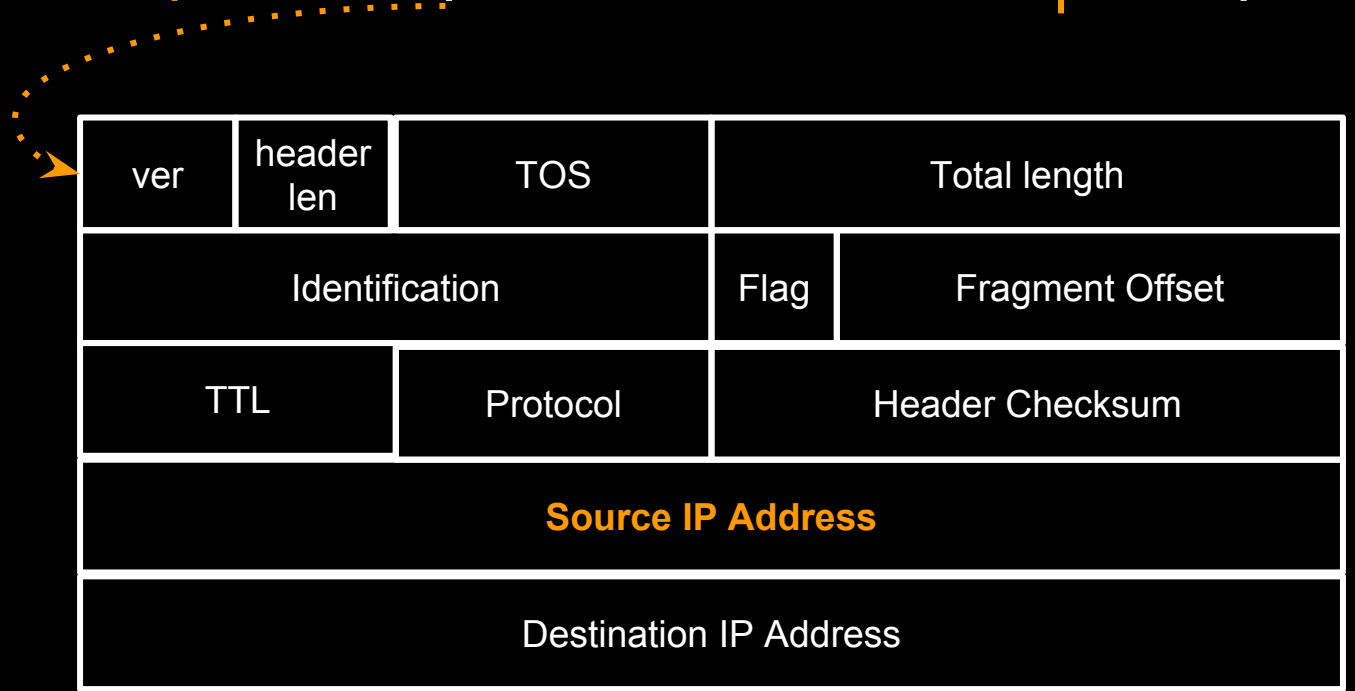 ver
header
len
TOS
Total length
Identification
Flag
Fragment Offset
TTL
Protocol
Header Checksum
Source IP Address
Destination IP Address